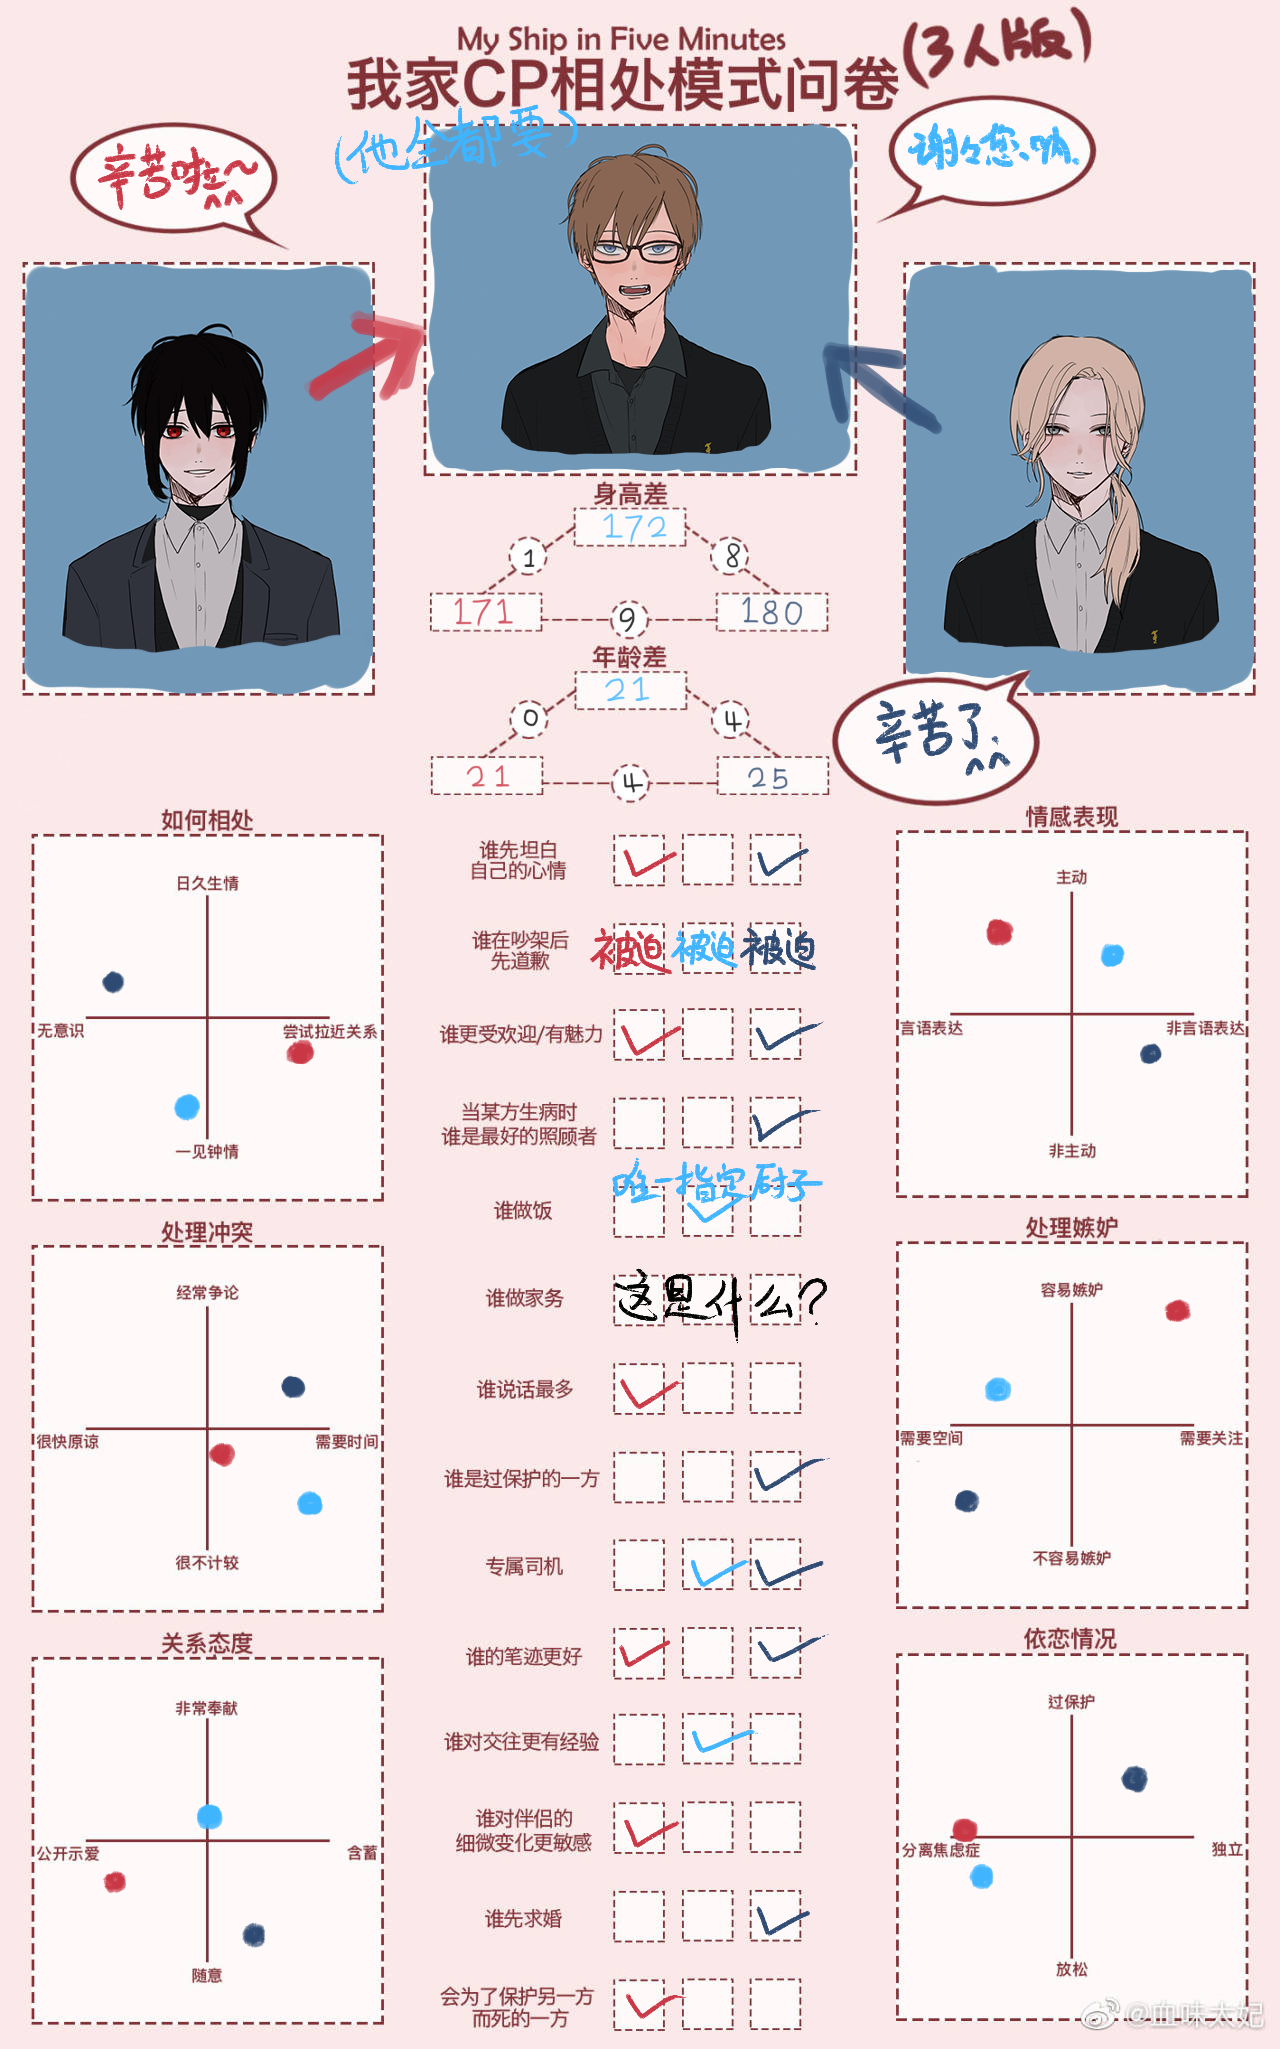 My Ship in Five Minutes
我家CP相处模式问卷(3人版)
(他全都要)
辛苦啦~^^
谢々您、呐.
身高差
172
1
8
171
9
180
年龄差
21
0
4
21
4
25
辛苦了.^^
如何相处
日久生情
无意识
尝试拉近关系
一见钟情
处理冲突
经常争论
很快原谅
需要时间
很不计较
关系态度
非常奉献
公开示爱
含蓄
随意
谁先坦白
自己的心情
谁在吵架后
先道歉
被迫 被迫 被迫
谁更受欢迎/有魅力
当某方生病时
谁是最好的照顾者
唯一指定厨子
谁做饭
谁做家务
这是什么?
谁说话最多
谁是过保护的一方
专属司机
谁的笔迹更好
谁对交往更有经验
谁对伴侣的
细微变化更敏感
谁先求婚
会为了保护另一方
而死的一方
情感表现
主动
言语表达
非言语表达
非主动
处理嫉妒
容易嫉妒
需要空间
需要关注
不容易嫉妒
依恋情况
过保护
分离焦虑症
独立
放松
@血味太妃